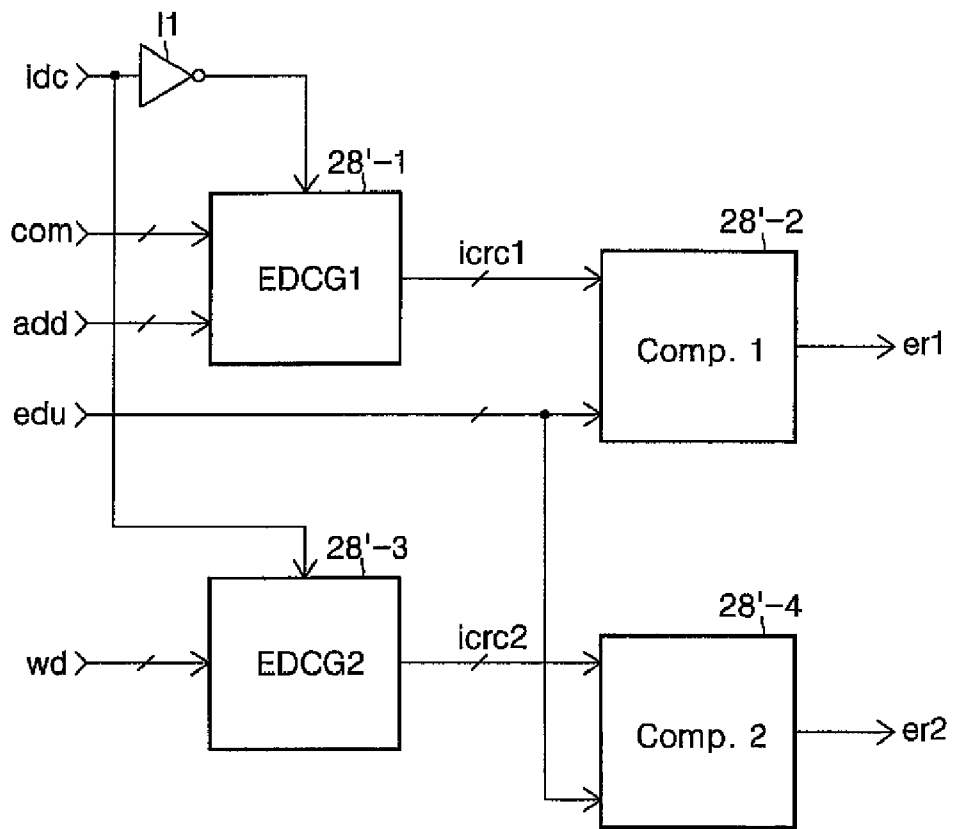 I1
idc
28'-1
com
EDCG1
icrc1
28'-2
add
Comp. 1
er1
edu
28'-3
wd
EDCG2
icrc2
28'-4
Comp. 2
er2